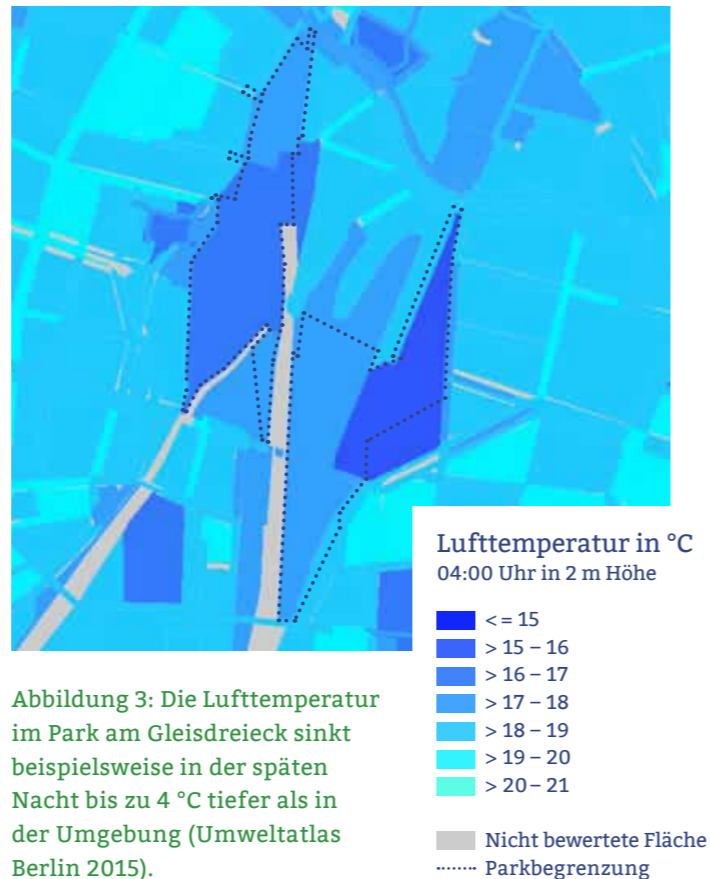 Lufttemperatur in °C
04:00 Uhr in 2 m Höhe
<= 15
> 15 – 16
> 16 – 17
> 17 – 18
> 18 – 19
> 19 – 20
> 20 – 21
Nicht bewertete Fläche
Parkbegrenzung
Abbildung 3: Die Lufttemperatur
im Park am Gleisdreieck sinkt
beispielsweise in der späten
Nacht bis zu 4 °C tiefer als in
der Umgebung (Umweltatlas
Berlin 2015).